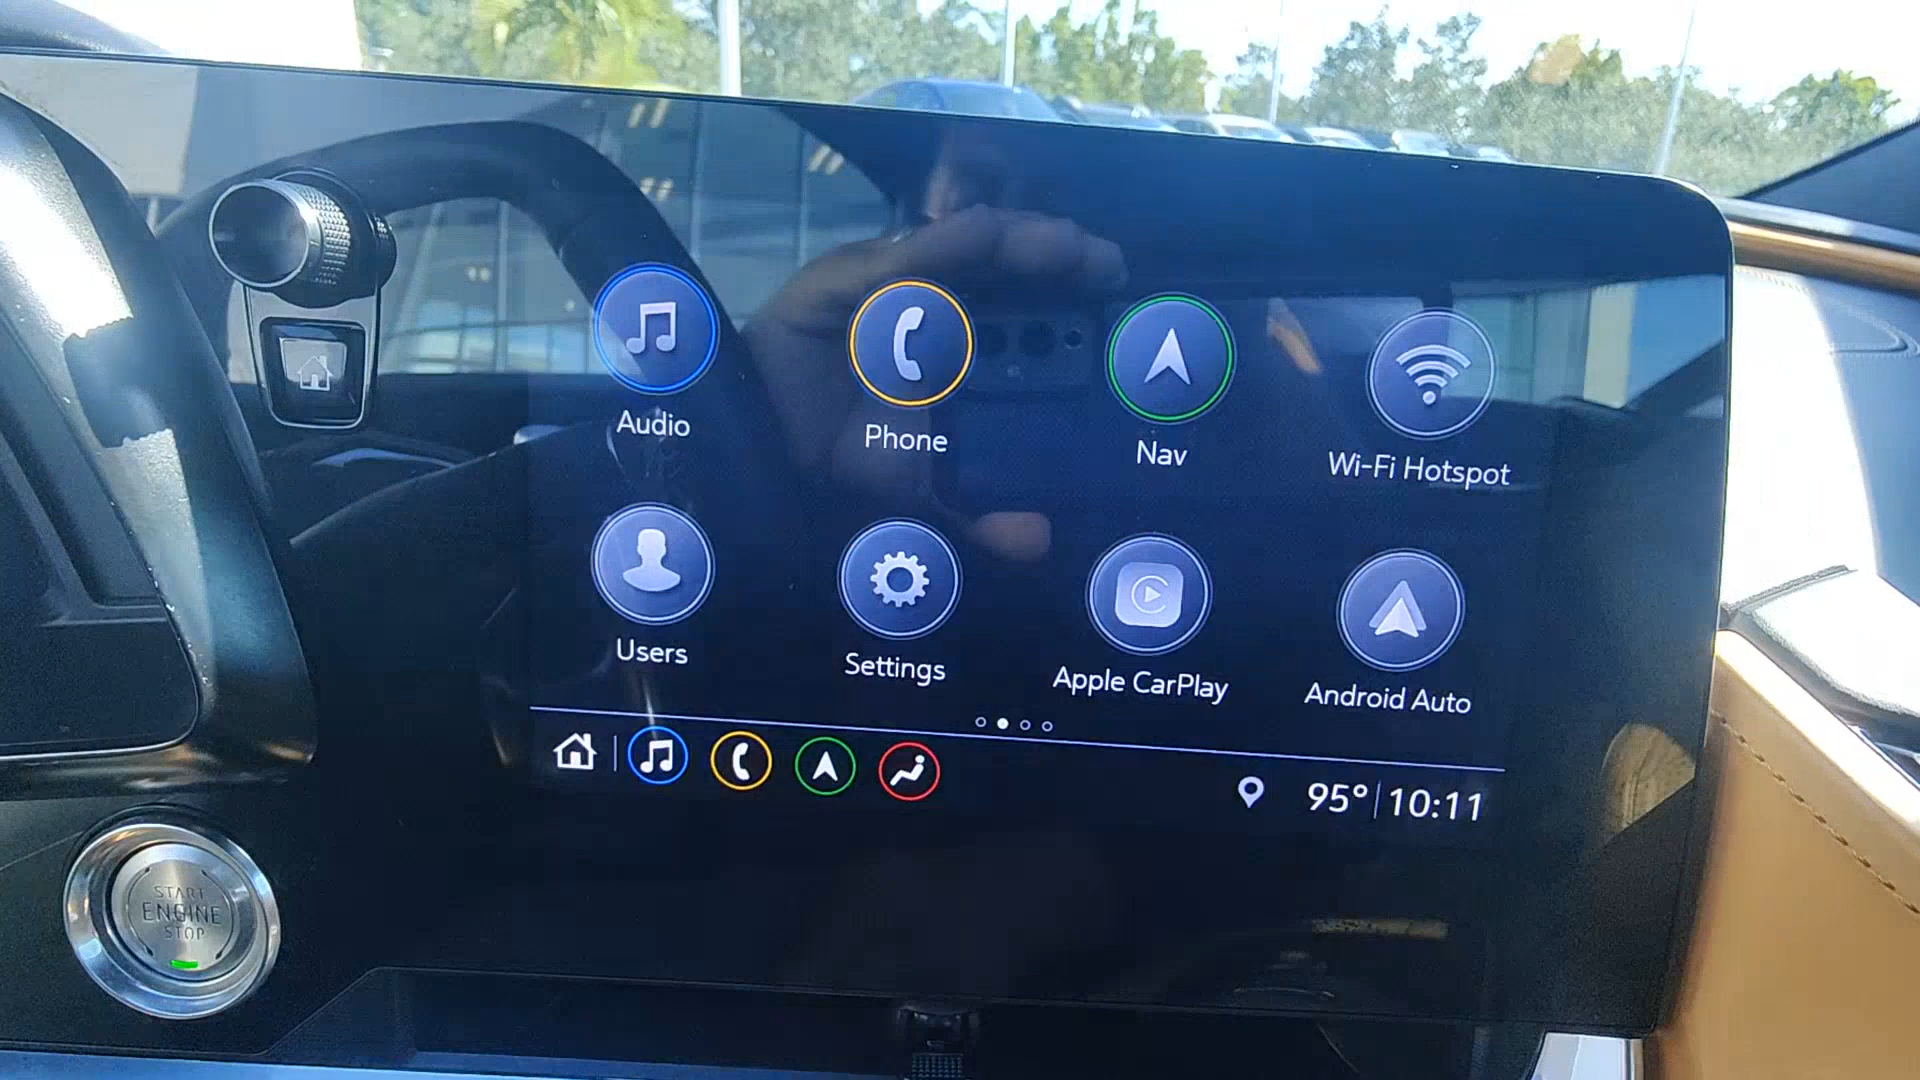 Audio
Phone
Nav
Wi-Fi Hotspot
Users
Settings
Apple CarPlay
Android Auto
95° 10:11
START
ENGINE
STOP